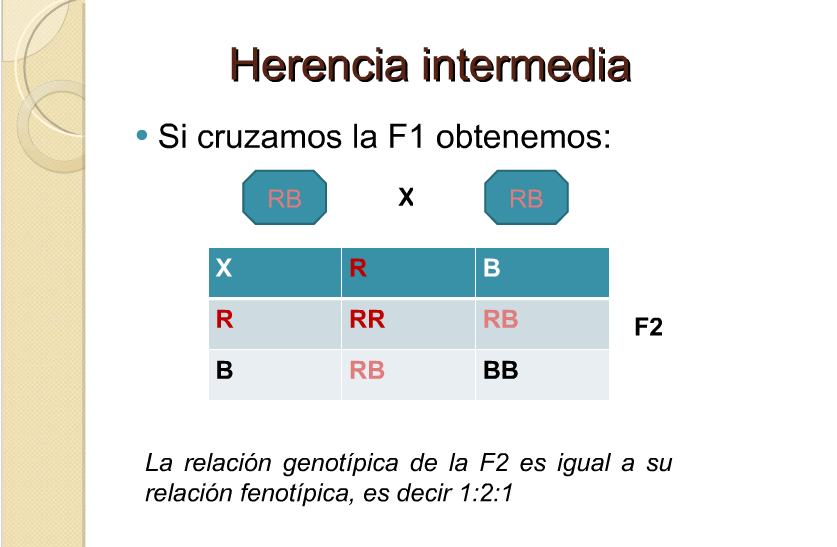 Herencia intermedia
• Si cruzamos la F1 obtenemos:
RB X RB
X R B
R RR RB
F2
B RB BB
La relación genotípica de la F2 es igual a su
relación fenotípica, es decir 1:2:1